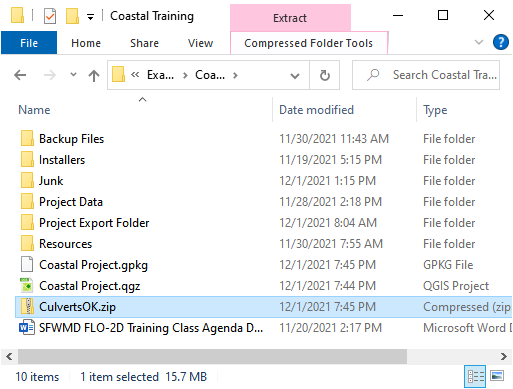 Coastal Training
Extract
File
Compressed Folder Tools
Exa...
Coa...
Search Coastal Tra...
Name Date modified Type
Backup Files 11/30/2021 11:43 AM File folder
Installers 11/19/2021 5:15 PM File folder
Junk 12/1/2021 1:15 PM File folder
Project Data 11/28/2021 2:18 PM File folder
Project Export Folder 12/1/2021 8:04 AM File folder
Resources 11/30/2021 7:55 AM File folder
Coastal Project.gpkg 12/1/2021 7:45 PM GPKG File
Coastal Project.qgz 12/1/2021 7:44 PM QGIS Project
CulvertsOK.zip 12/1/2021 7:45 PM Compressed (zip
SFWMD FLO-2D Training Class Agenda D... 11/20/2021 2:17 PM Microsoft Word D
10 items 1 item selected 15.7 MB